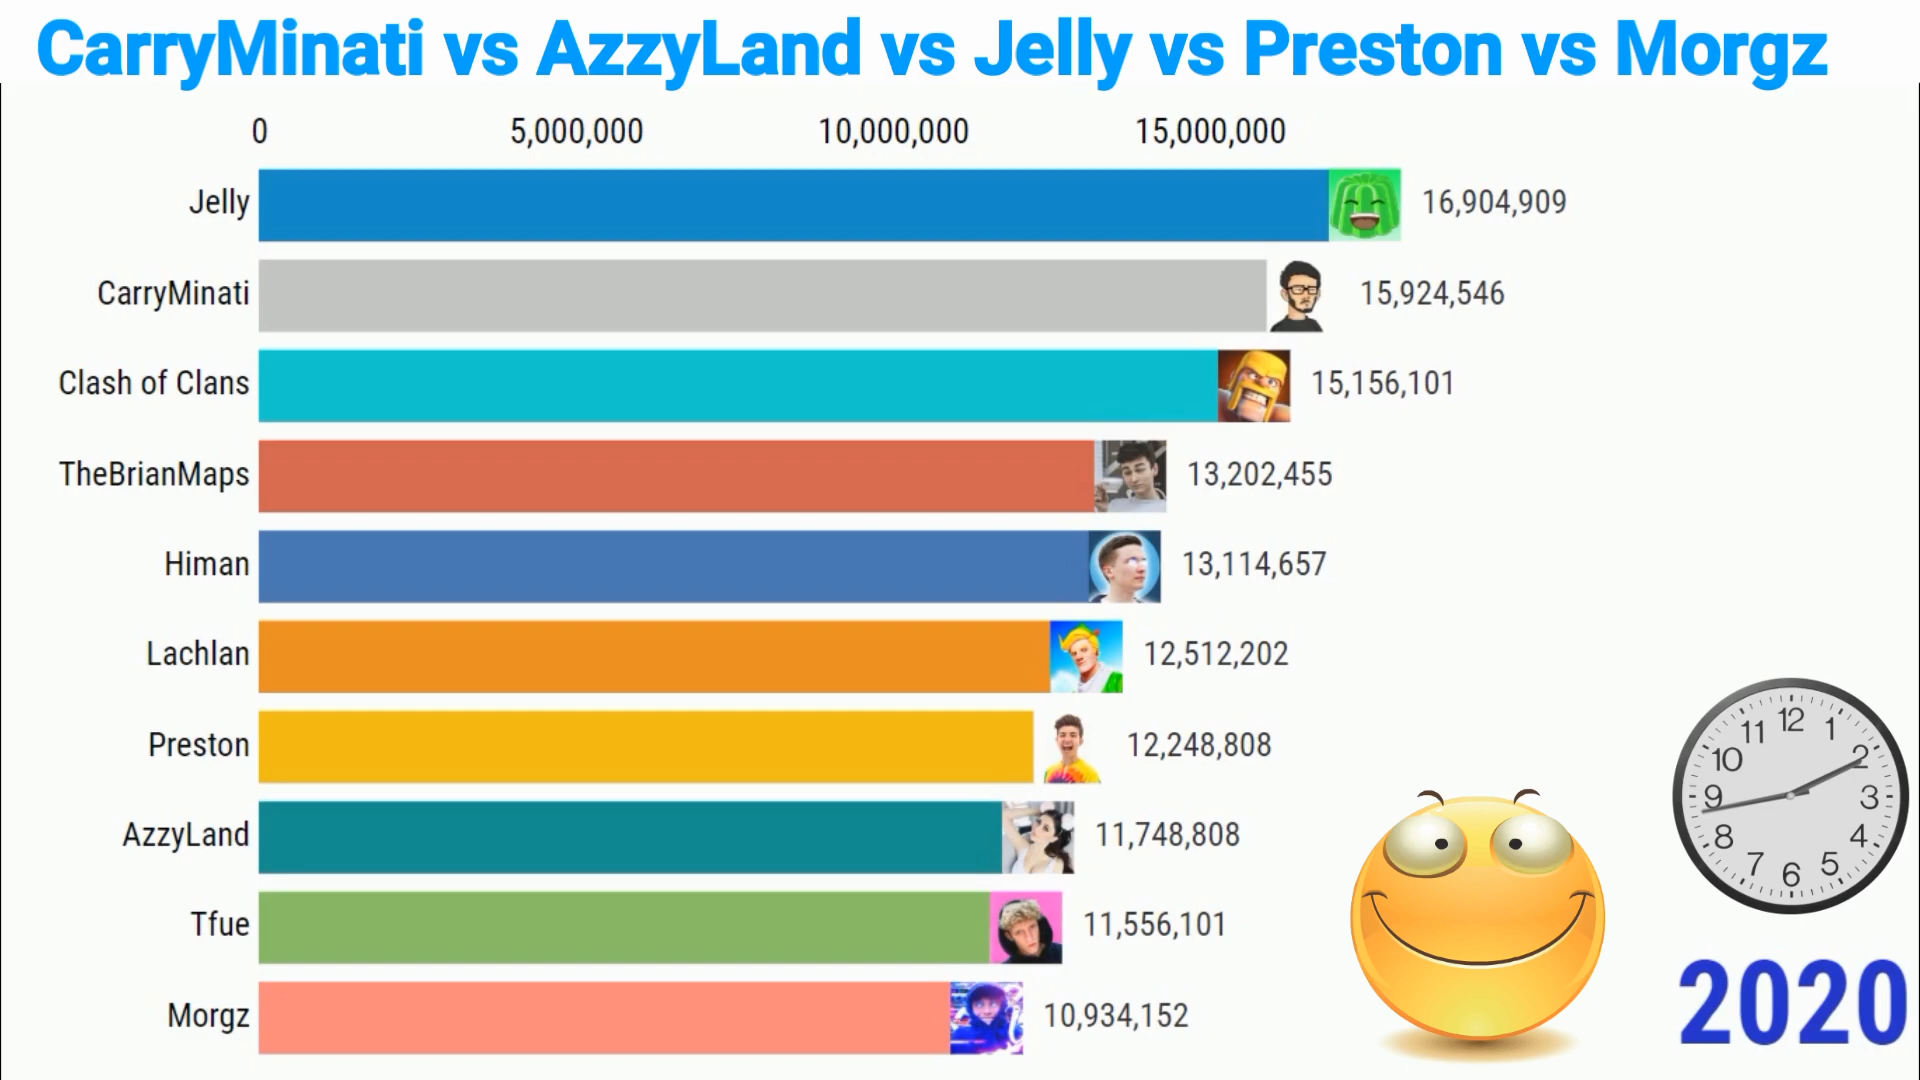 CarryMinati vs AzzyLand vs Jelly vs Preston vs Morgz
0 5,000,000 10,000,000 15,000,000
Jelly 16,904,909
CarryMinati 15,924,546
Clash of Clans 15,156,101
TheBrianMaps 13,202,455
Himan 13,114,657
Lachlan 12,512,202
Preston 12,248,808
AzzyLand 11,748,808
Tfue 11,556,101
Morgz 10,934,152
12 1 2 3 4 5 6 7 8 9 10 11
2020